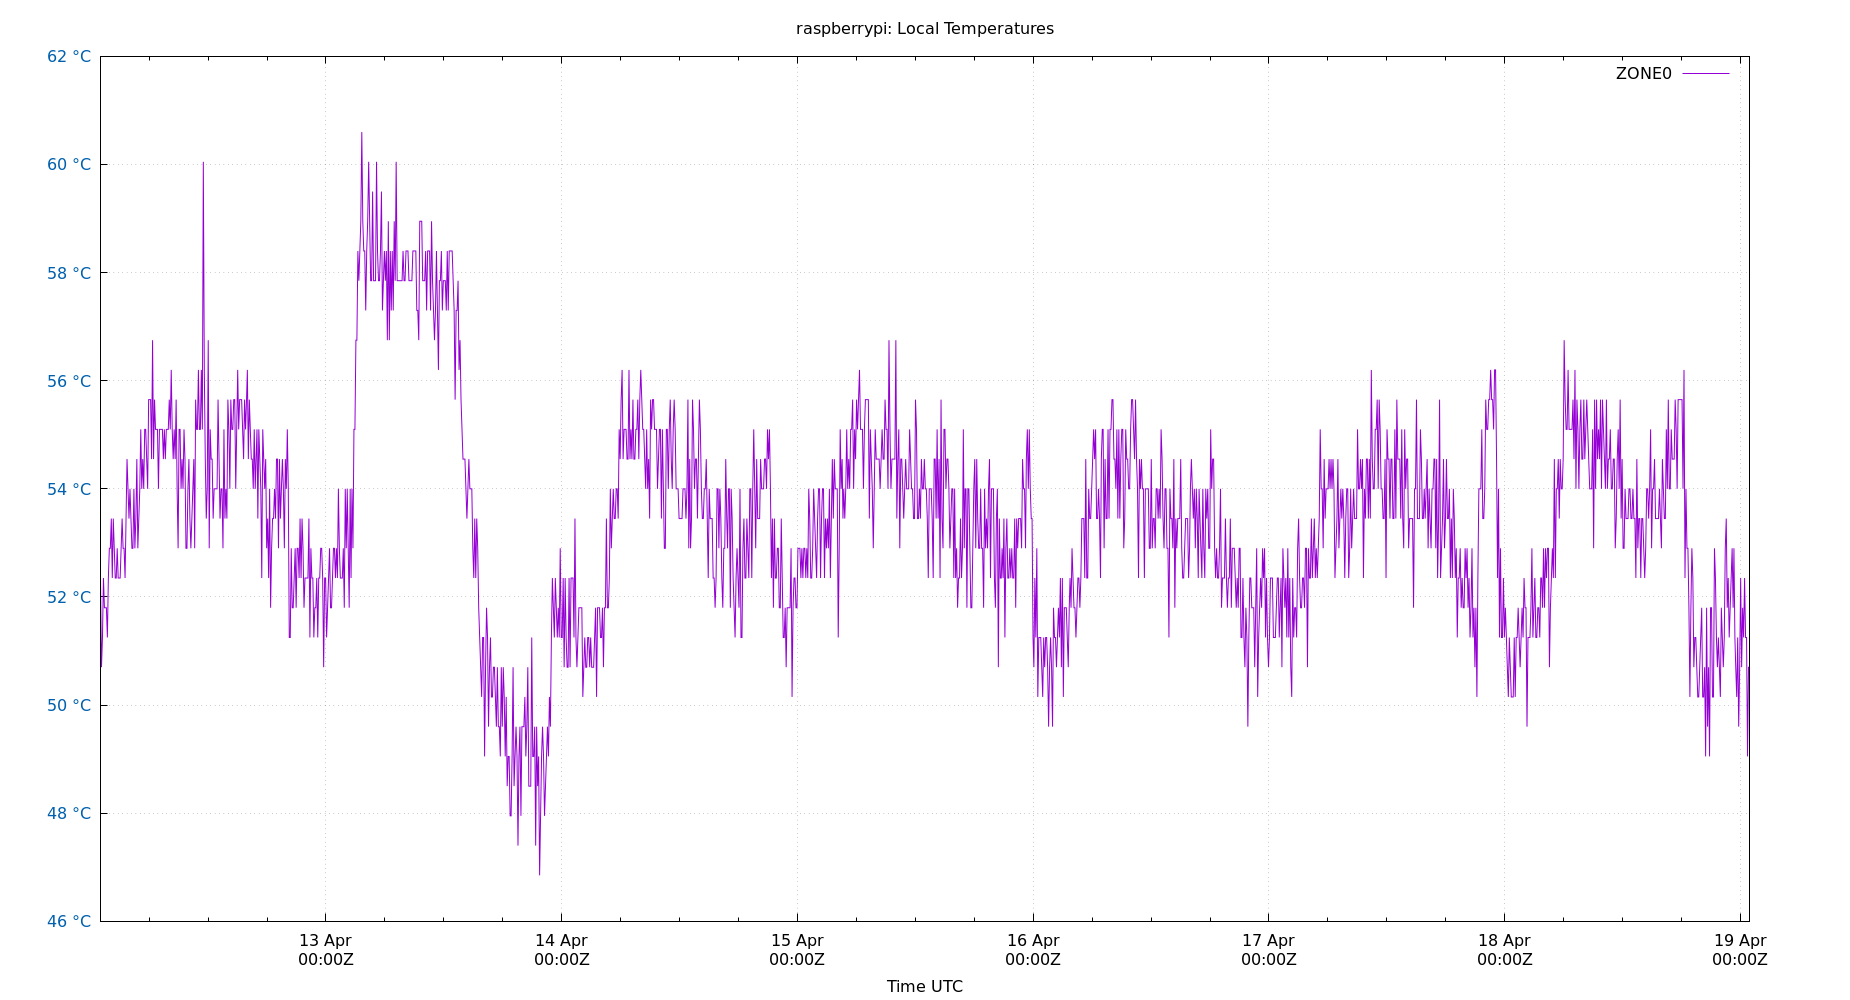 raspberrypi: Local Temperatures
62 °C
ZONE0
60 °C
58 °C
56 °C
54 °C
52 °C
50 °C
48 °C
46 °C
13 Apr 14 Apr 15 Apr 16 Apr 17 Apr 18 Apr 19 Apr
00:00Z 00:00Z 00:00Z 00:00Z 00:00Z 00:00Z 00:00Z
Time UTC